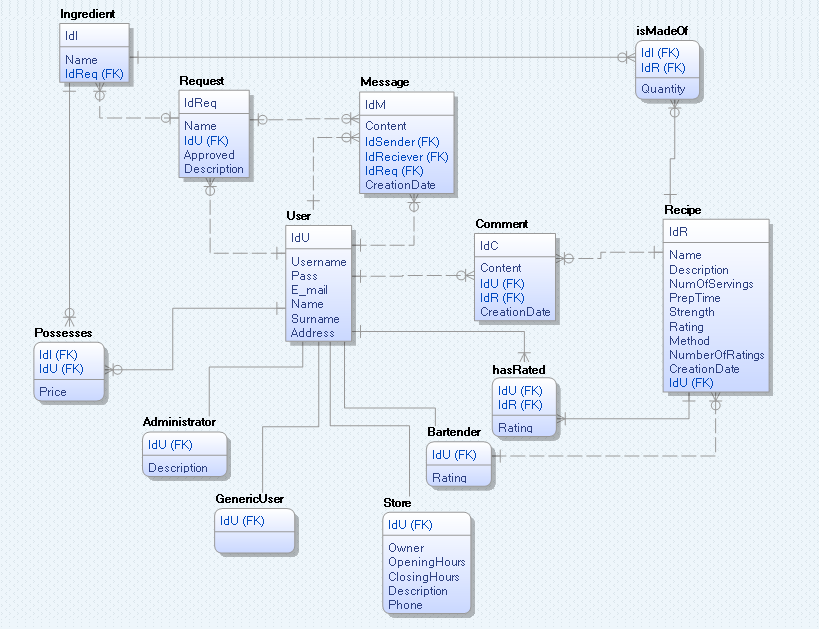 Ingredient
IdI
Name
IdReq (FK)
isMadeOf
IdI (FK)
IdR (FK)
Quantity
Request
IdReq
Name
IdU (FK)
Approved
Description
Message
IdM
Content
IdSender (FK)
IdReciever (FK)
IdReq (FK)
CreationDate
User
IdU
Username
Pass
E_mail
Name
Surname
Address
Comment
IdC
Content
IdU (FK)
IdR (FK)
CreationDate
Recipe
IdR
Name
Description
NumOfServings
PrepTime
Strength
Rating
Method
NumberOfRatings
CreationDate
IdU (FK)
Possesses
IdI (FK)
IdU (FK)
Price
hasRated
IdU (FK)
IdR (FK)
Rating
Administrator
IdU (FK)
Description
Bartender
IdU (FK)
Rating
GenericUser
IdU (FK)
Store
IdU (FK)
Owner
OpeningHours
ClosingHours
Description
Phone